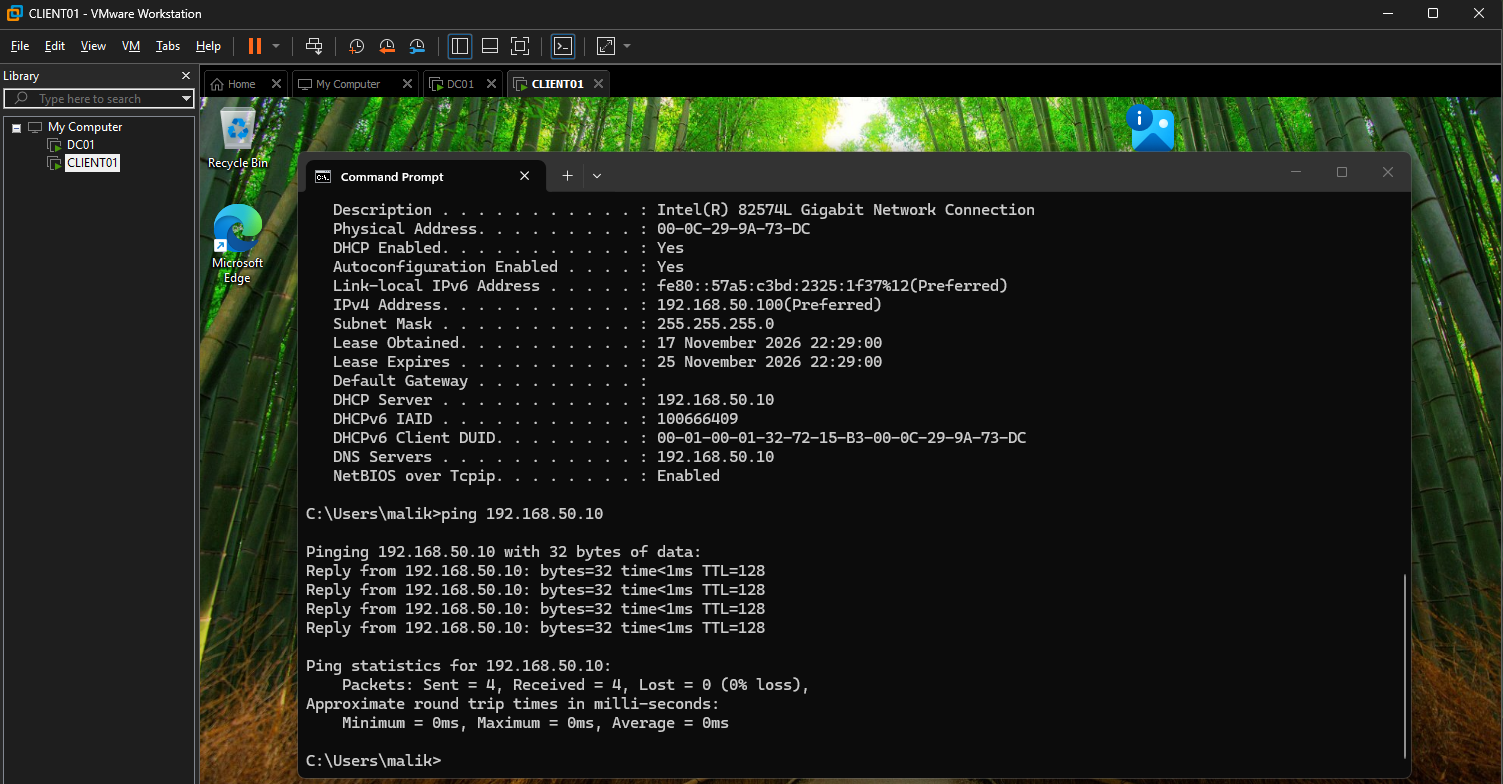 CLIENT01 - VMware Workstation
File Edit View VM Tabs Help
Library
Type here to search
My Computer
DC01
CLIENT01
Home My Computer DC01 CLIENT01
Recycle Bin
Microsoft
Edge
Command Prompt
Description . . . . . . . . . . . : Intel(R) 82574L Gigabit Network Connection
Physical Address. . . . . . . . . : 00-0C-29-9A-73-DC
DHCP Enabled. . . . . . . . . . . : Yes
Autoconfiguration Enabled . . . . : Yes
Link-local IPv6 Address . . . . . : fe80::57a5:c3bd:2325:1f37%12(Preferred)
IPv4 Address. . . . . . . . . . . : 192.168.50.100(Preferred)
Subnet Mask . . . . . . . . . . . : 255.255.255.0
Lease Obtained. . . . . . . . . . : 17 November 2026 22:29:00
Lease Expires . . . . . . . . . . : 25 November 2026 22:29:00
Default Gateway . . . . . . . . . :
DHCP Server . . . . . . . . . . . : 192.168.50.10
DHCPv6 IAID . . . . . . . . . . . : 100666409
DHCPv6 Client DUID. . . . . . . . : 00-01-00-01-32-72-15-B3-00-0C-29-9A-73-DC
DNS Servers . . . . . . . . . . . : 192.168.50.10
NetBIOS over Tcpip. . . . . . . . : Enabled
C:\Users\malik>ping 192.168.50.10
Pinging 192.168.50.10 with 32 bytes of data:
Reply from 192.168.50.10: bytes=32 time<1ms TTL=128
Reply from 192.168.50.10: bytes=32 time<1ms TTL=128
Reply from 192.168.50.10: bytes=32 time<1ms TTL=128
Reply from 192.168.50.10: bytes=32 time<1ms TTL=128
Ping statistics for 192.168.50.10:
Packets: Sent = 4, Received = 4, Lost = 0 (0% loss),
Approximate round trip times in milli-seconds:
Minimum = 0ms, Maximum = 0ms, Average = 0ms
C:\Users\malik>